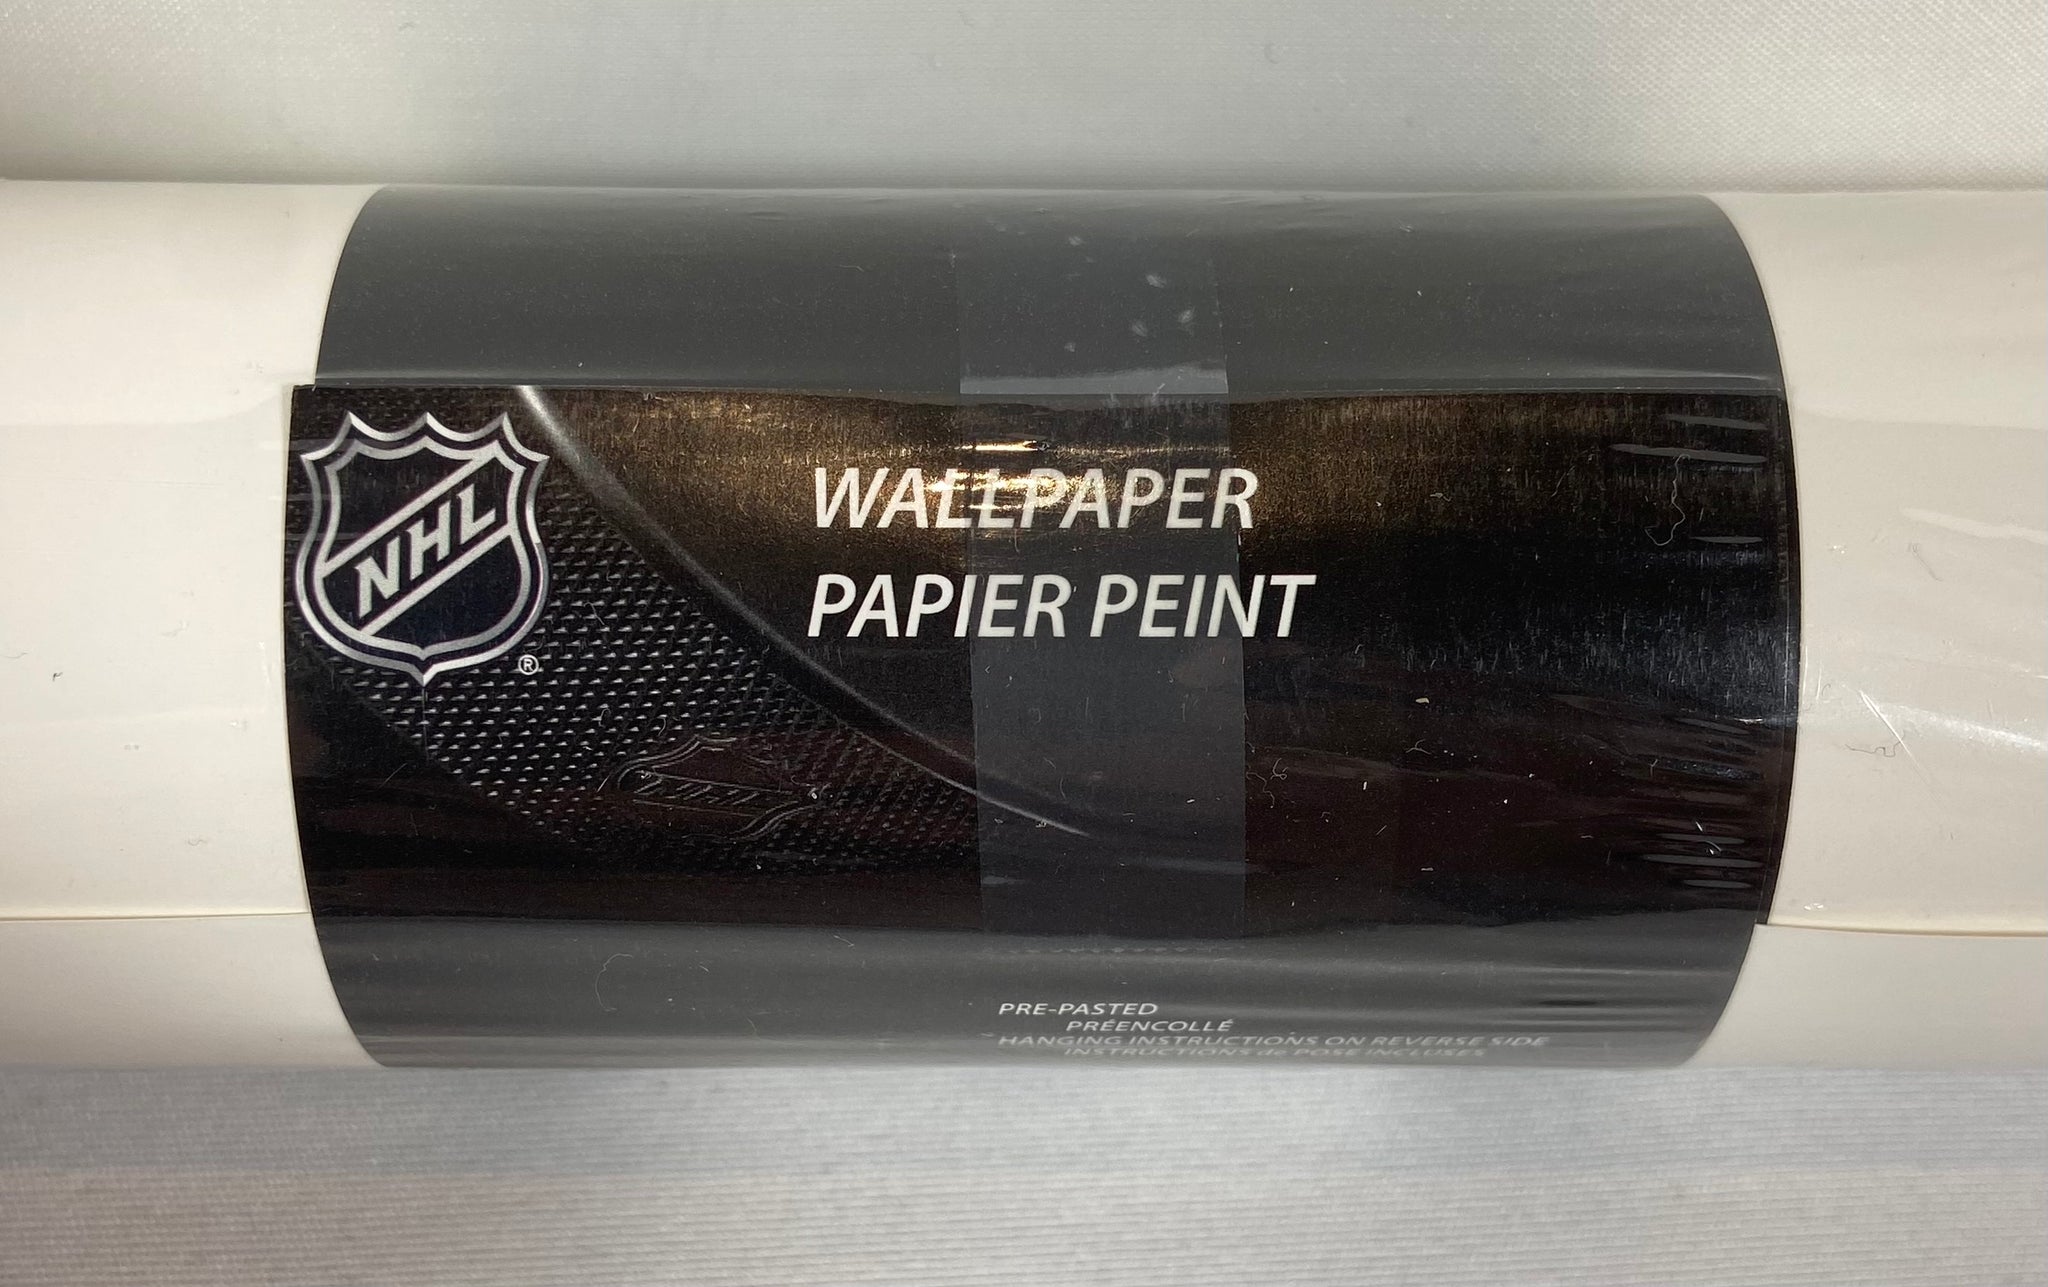 NHL
®
WALLPAPER
PAPIER PEINT
PRE-PASTED
PRÉENCOLLÉ
HANGING INSTRUCTIONS ON REVERSE SIDE
INSTRUCTIONS de POSE INCLUSES